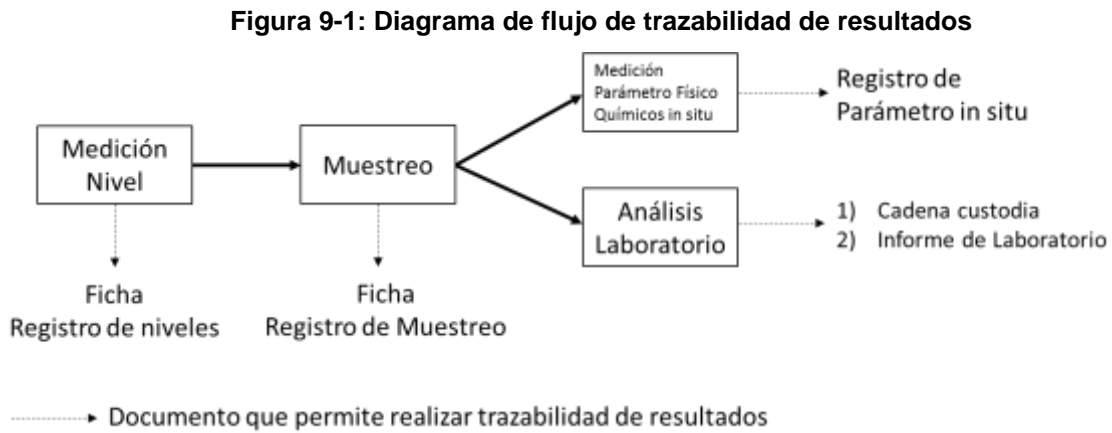 Figura 9-1: Diagrama de flujo de trazabilidad de resultados
Medición
Nivel
Muestreo
Medición
Parámetro Físico
Químicos in situ
Registro de
Parámetro in situ
Análisis
Laboratorio
1) Cadena custodia
2) Informe de Laboratorio
Ficha
Registro de niveles
Ficha
Registro de Muestreo
Documento que permite realizar trazabilidad de resultados